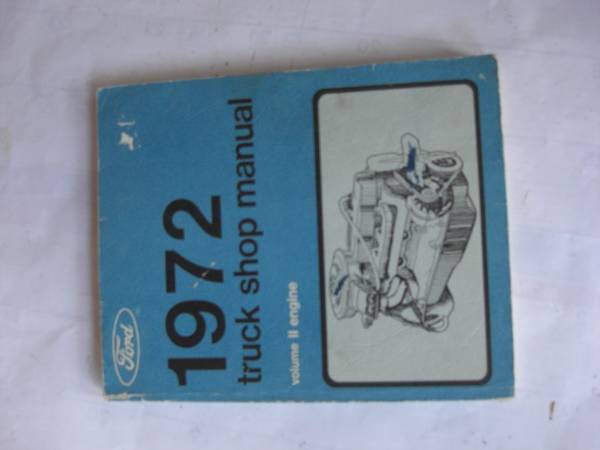 1972
truck shop manual
volume II engine
Ford